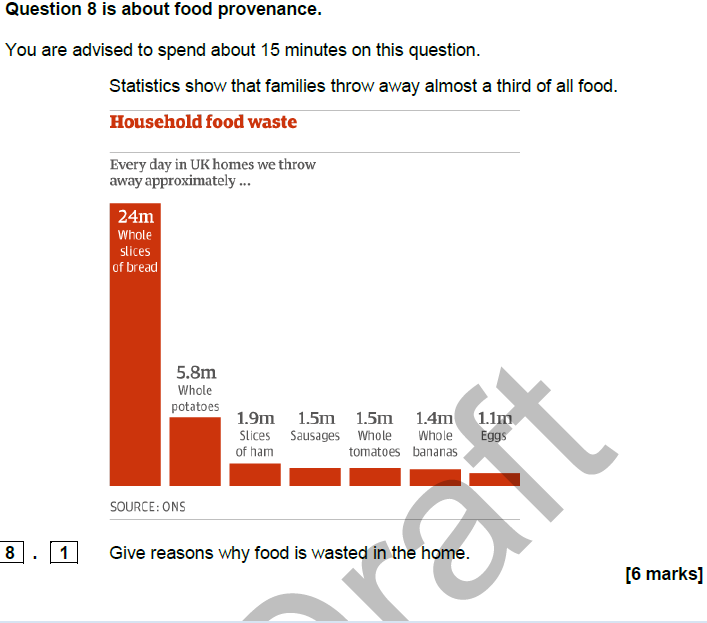 Question 8 is about food provenance.
You are advised to spend about 15 minutes on this question.
Statistics show that families throw away almost a third of all food.
Household food waste
Every day in UK homes we throw
away approximately ...
24m
Whole
slices
of bread
5.8m
Whole
potatoes
1.9m
Slices
of ham
1.5m
Sausages
1.5m
Whole
tomatoes
1.4m
Whole
bananas
1.1m
Eggs
SOURCE: ONS
8 . 1 Give reasons why food is wasted in the home.
[6 marks]
Draft